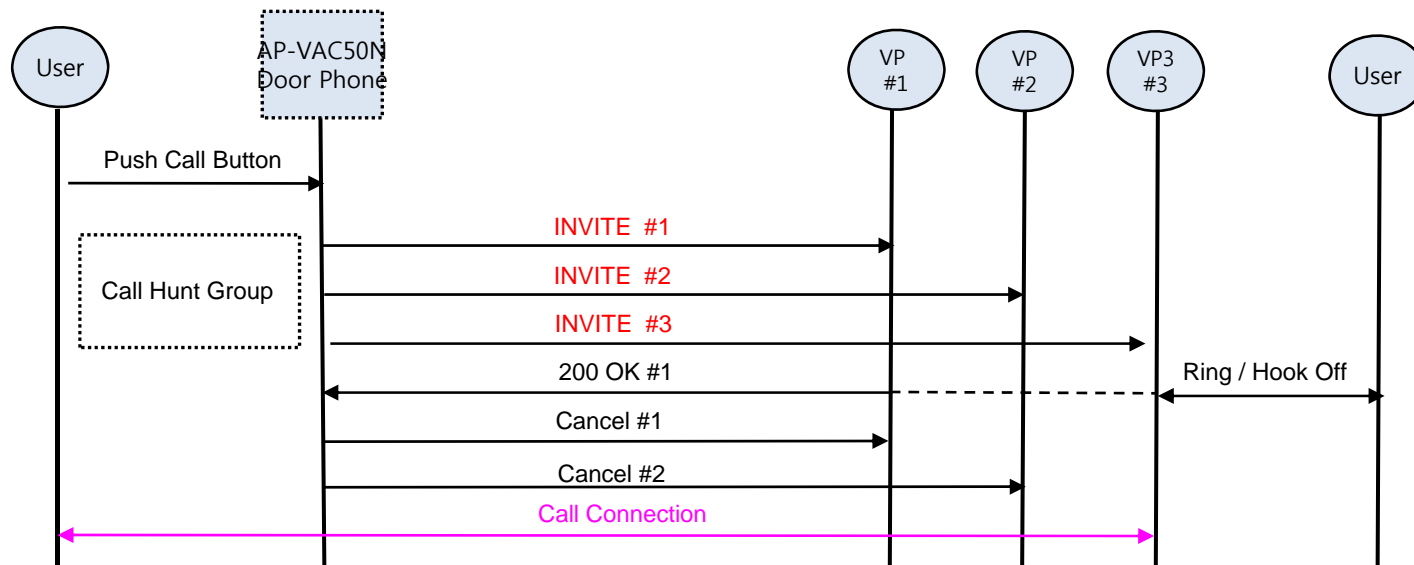 User
AP-VAC50N
Door Phone
VP
#1
VP
#2
VP3
#3
User
Push Call Button
INVITE #1
Call Hunt Group
INVITE #2
INVITE #3
200 OK #1
Ring / Hook Off
Cancel #1
Cancel #2
Call Connection